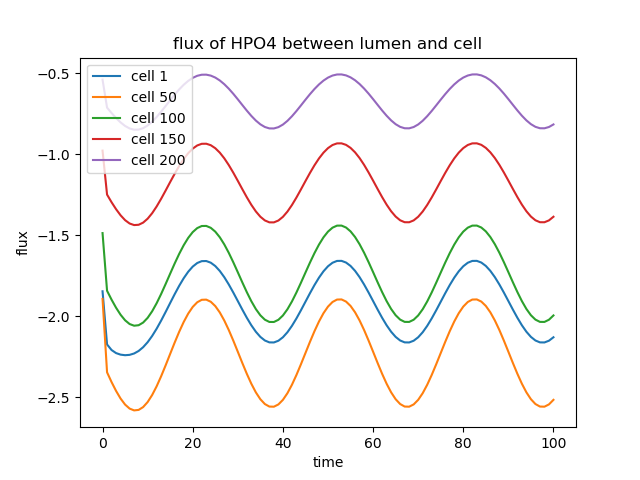 flux of HPO4 between lumen and cell
cell 1
cell 50
cell 100
cell 150
cell 200
−0.5
−1.0
−1.5
−2.0
−2.5
flux
0 20 40 60 80 100
time